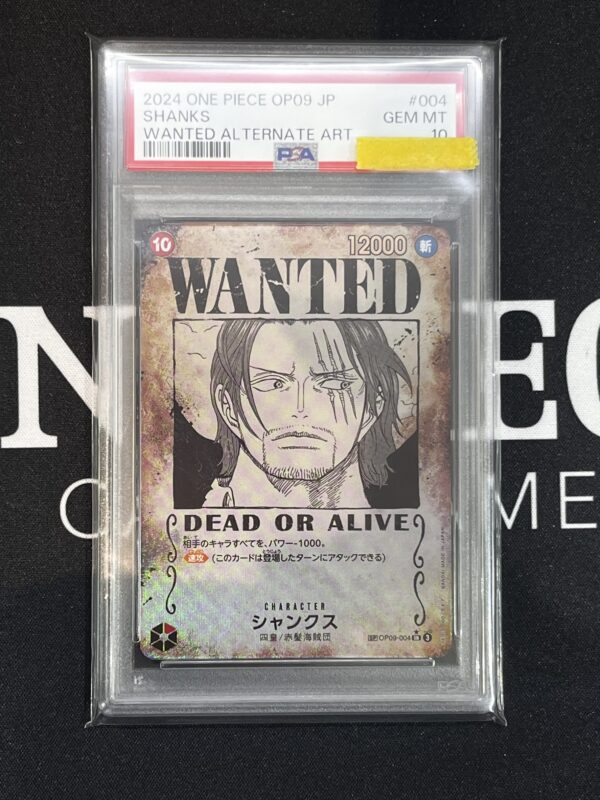 2024 ONE PIECE OP09 JP #004
SHANKS GEM MT
WANTED ALTERNATE ART 10
PSA
10 12000 斬
WANTED
DEAD OR ALIVE
相手のキャラすべてを、パワー-1000。
速攻 (このカードは登場したターンにアタックできる)
CHARACTER
シャンクス
四皇/赤髪海賊団
OP09-004 SR 3